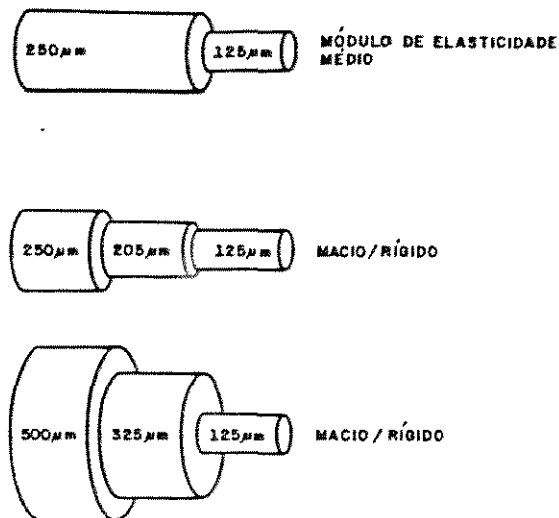 250µm 125µm MÓDULO DE ELASTICIDADE
MÉDIO
250µm 205µm 125µm MACIO/RÍGIDO
500µm 325µm 125µm MACIO / RÍGIDO